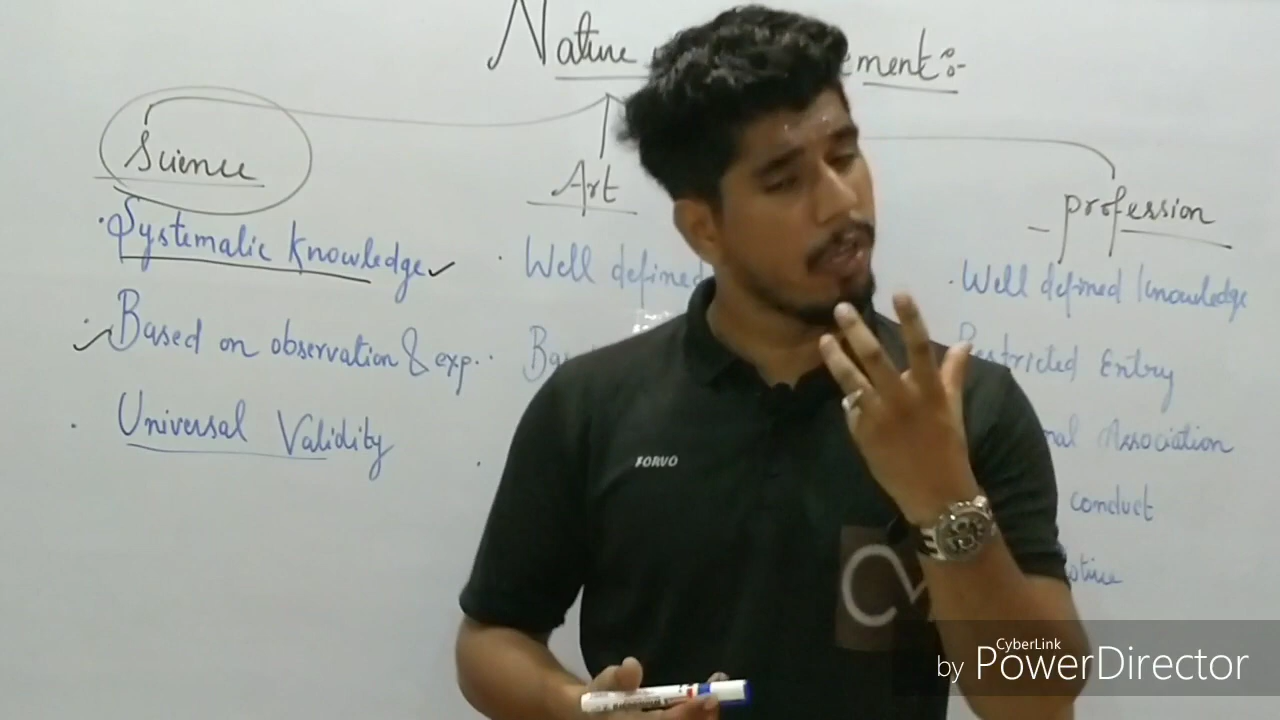 Nature ement:-
Science
Art
profession
Systematic knowledge
Well defined
Well defined knowledge
Based on observation & exp.
Restricted Entry
Universal Validity
Association
conduct
FORVO
CyberLink
by PowerDirector